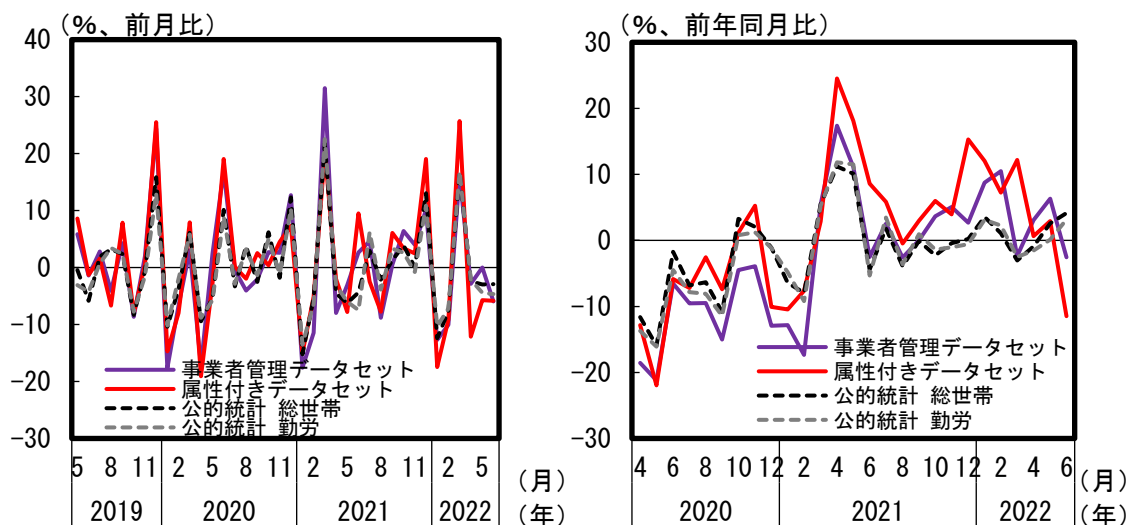 （％、前月比）
40
30
20
10
0
-10
-20
-30
事業者管理データセット
属性付きデータセット
公的統計 総世帯
公的統計 勤労
5 8 11 2 5 8 11 2 5 8 11 2 5 （月）
2019 2020 2021 2022 （年）
（％、前年同月比）
30
20
10
0
-10
-20
-30
事業者管理データセット
属性付きデータセット
公的統計 総世帯
公的統計 勤労
4 6 8 10 12 2 4 6 8 10 12 2 4 6 （月）
2020 2021 2022 （年）